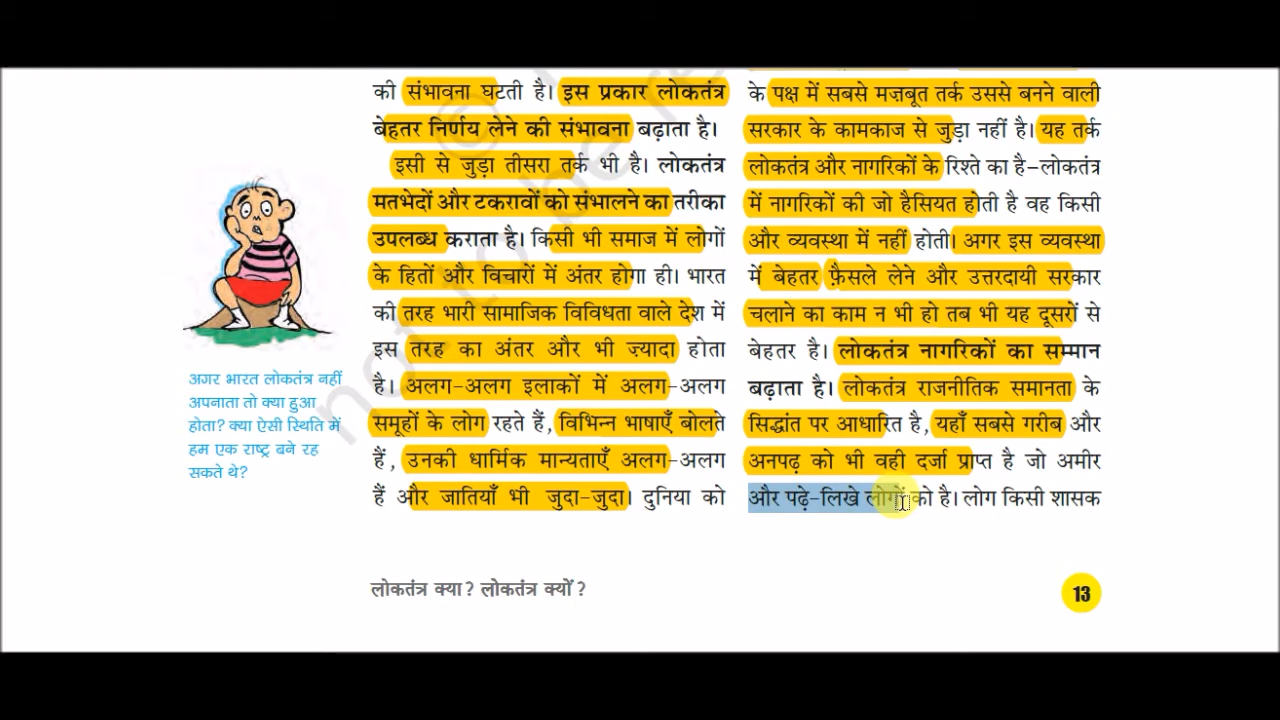 की संभावना घटती है। इस प्रकार लोकतंत्र
बेहतर निर्णय लेने की संभावना बढ़ाता है।
इसी से जुड़ा तीसरा तर्क भी है। लोकतंत्र
मतभेदों और टकरावों को संभालने का तरीका
उपलब्ध कराता है। किसी भी समाज में लोगों
के हितों और विचारों में अंतर होगा ही। भारत
की तरह भारी सामाजिक विविधता वाले देश में
इस तरह का अंतर और भी ज़्यादा होता
है। अलग-अलग इलाकों में अलग-अलग
समूहों के लोग रहते हैं, विभिन्न भाषाएँ बोलते
हैं, उनकी धार्मिक मान्यताएँ अलग-अलग
हैं और जातियाँ भी जुदा-जुदा। दुनिया को
के पक्ष में सबसे मज़बूत तर्क उससे बनने वाली
सरकार के कामकाज से जुड़ा नहीं है। यह तर्क
लोकतंत्र और नागरिकों के रिश्ते का है-लोकतंत्र
में नागरिकों की जो हैसियत होती है वह किसी
और व्यवस्था में नहीं होती। अगर इस व्यवस्था
में बेहतर फ़ैसले लेने और उत्तरदायी सरकार
चलाने का काम न भी हो तब भी यह दूसरों से
बेहतर है। लोकतंत्र नागरिकों का सम्मान
बढ़ाता है। लोकतंत्र राजनीतिक समानता के
सिद्धांत पर आधारित है, यहाँ सबसे गरीब और
अनपढ़ को भी वही दर्जा प्राप्त है जो अमीर
और पढ़े-लिखे लोगों को है। लोग किसी शासक
अगर भारत लोकतंत्र नहीं
अपनाता तो क्या हुआ
होता? क्या ऐसी स्थिति में
हम एक राष्ट्र बने रह
सकते थे?
लोकतंत्र क्या? लोकतंत्र क्यों?
13